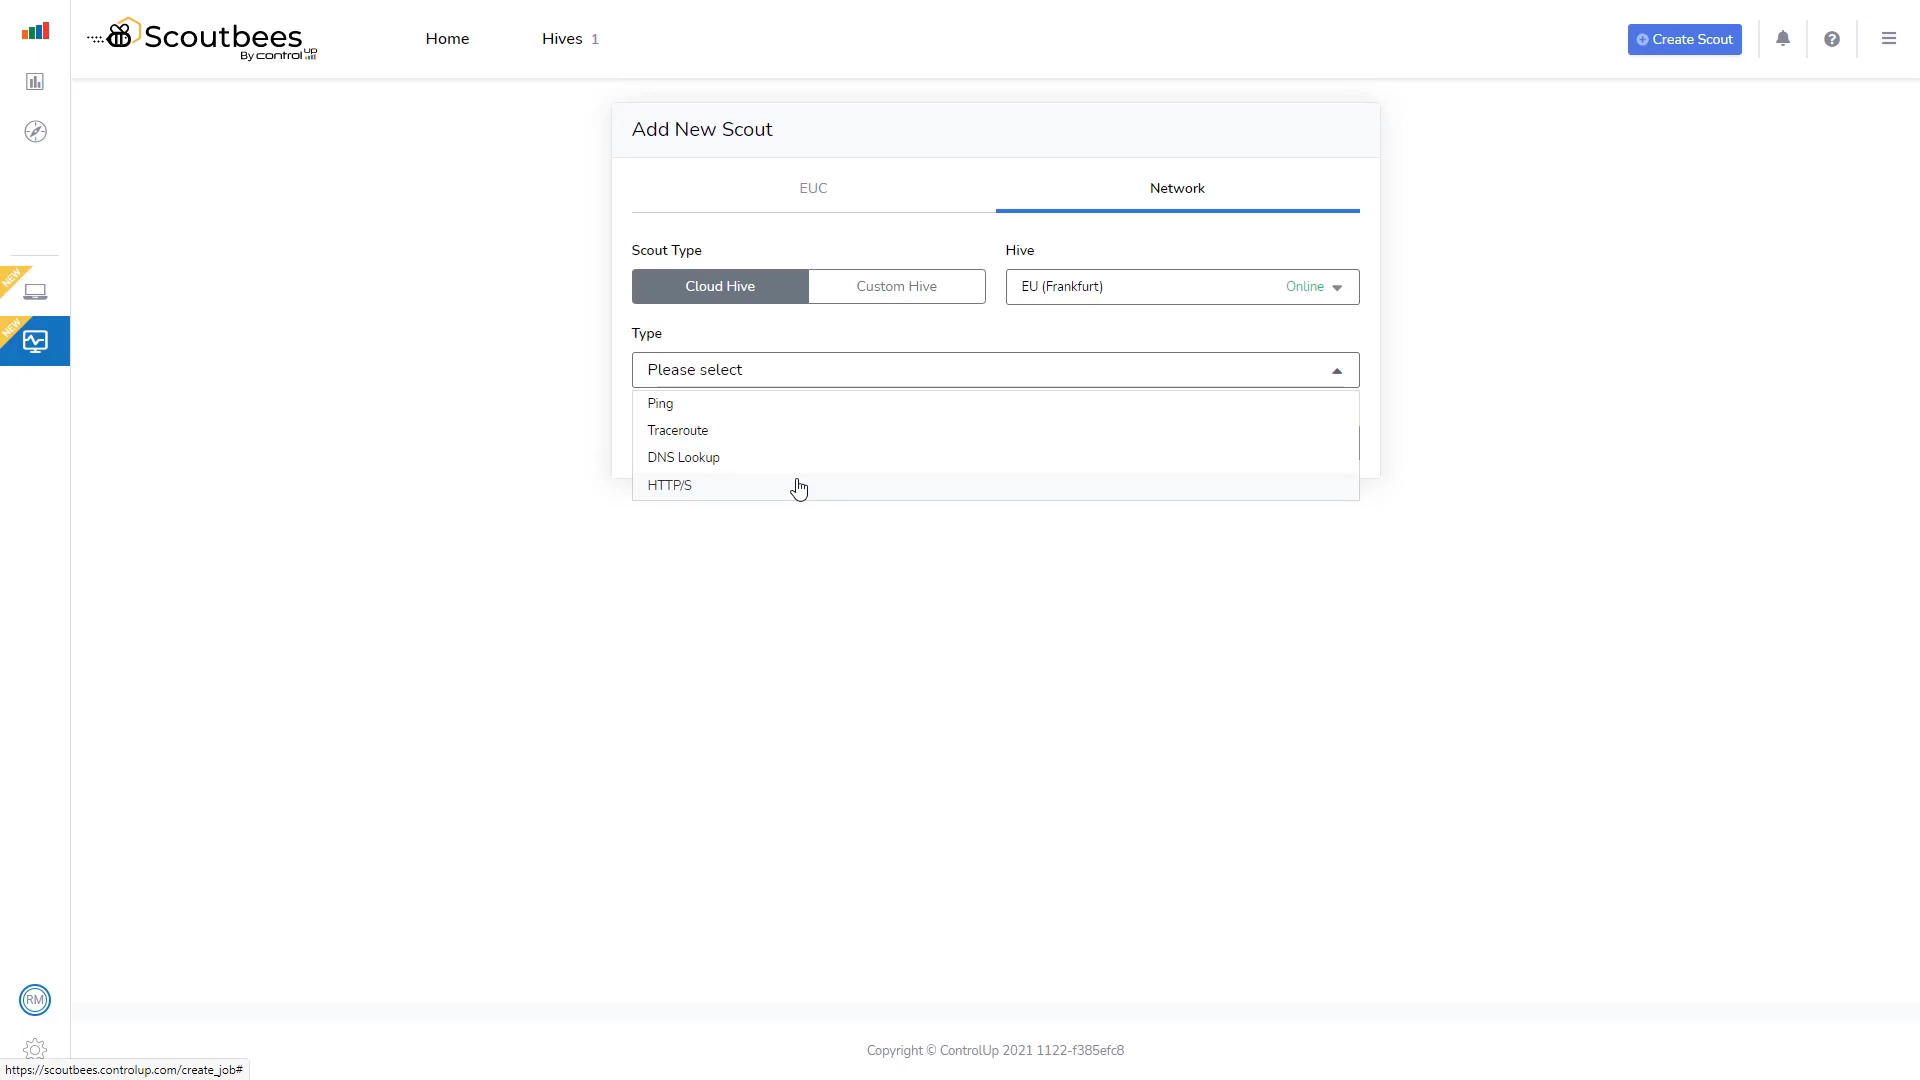 Scoutbees
By controlup
Home
Hives 1
Create Scout
Add New Scout
EUC
Network
Scout Type
Hive
Cloud Hive
Custom Hive
EU (Frankfurt)
Online
Type
Please select
Ping
Traceroute
DNS Lookup
HTTP/S
NEW
NEW
RM
Copyright © ControlUp 2021 1122-f385efc8
https://scoutbees.controlup.com/create_job#